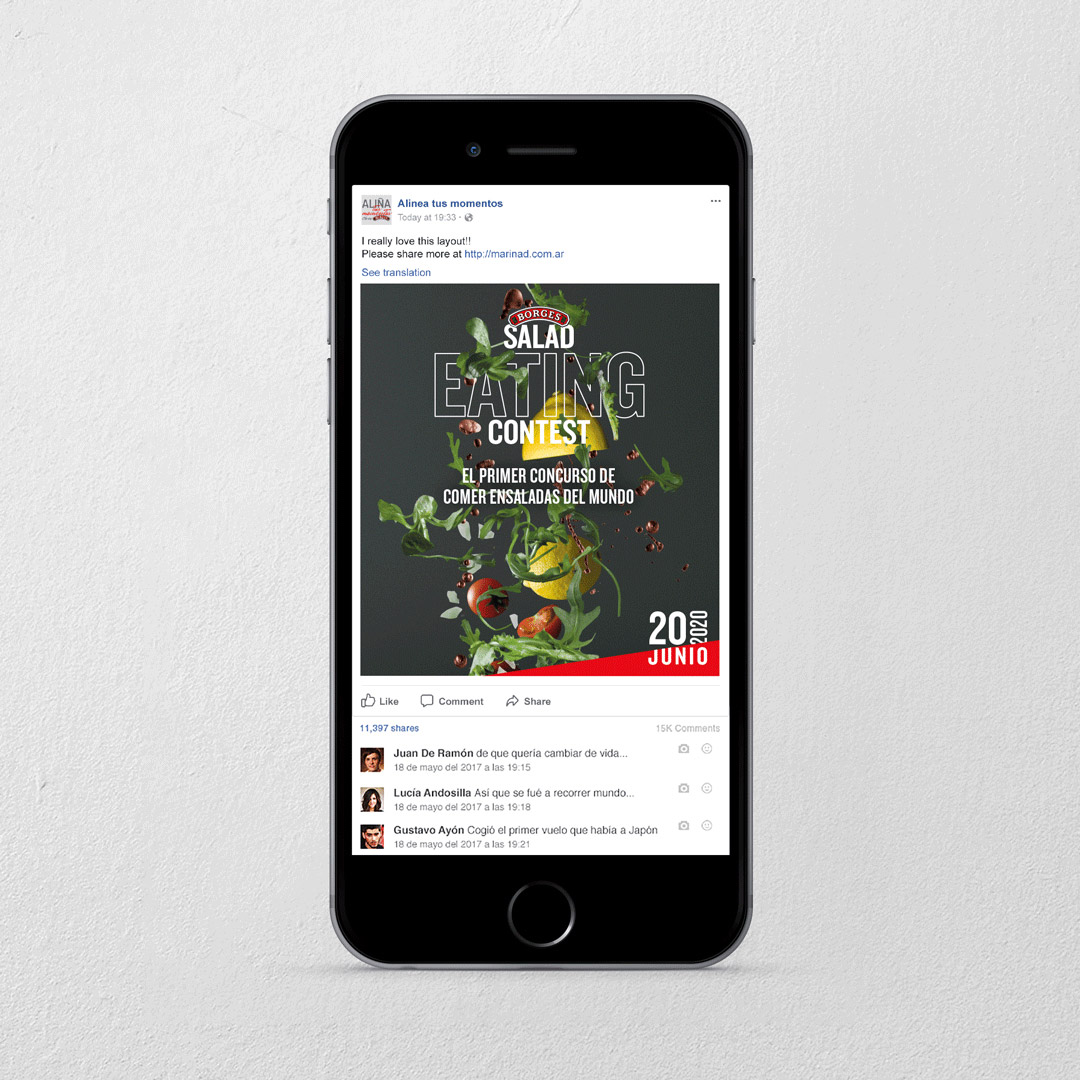 ALIÑA
Alinea tus momentos
Today at 19:33 ·
I really love this layout!!
Please share more at http://marinad.com.ar
See translation
BORGES
SALAD
EATING
CONTEST
EL PRIMER CONCURSO DE
COMER ENSALADAS DEL MUNDO
20
2020
JUNIO
Like
Comment
Share
11,397 shares
15K Comments
Juan De Ramón de que quería cambiar de vida...
18 de mayo del 2017 a las 19:15
Lucía Andosilla Así que se fué a recorrer mundo...
18 de mayo del 2017 a las 19:18
Gustavo Ayón Cogió el primer vuelo que había a Japón
18 de mayo del 2017 a las 19:21